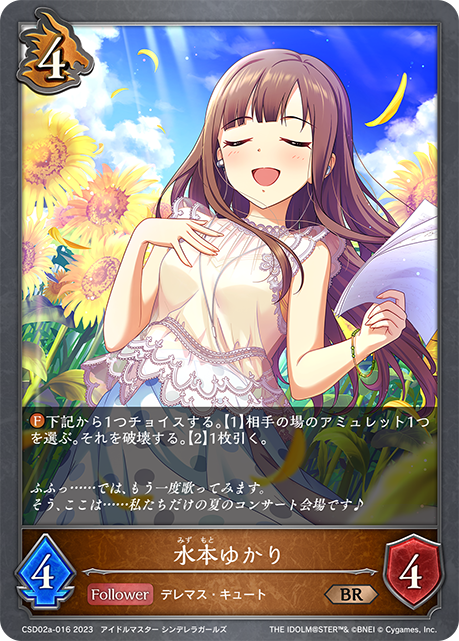 4
F 下記から1つチョイスする。【1】相手の場のアミュレット1つ
を選ぶ。それを破壊する。【2】1枚引く。
ふふっ……では、もう一度歌ってみます。
そう、ここは……私たちだけの夏のコンサート会場です♪
みず もと
水本ゆかり
4
4
Follower デレマス・キュート
BR
CSD02a-016 2023 アイドルマスター シンデレラガールズ THE IDOLM@STER™& ©BNEI © Cygames, Inc.